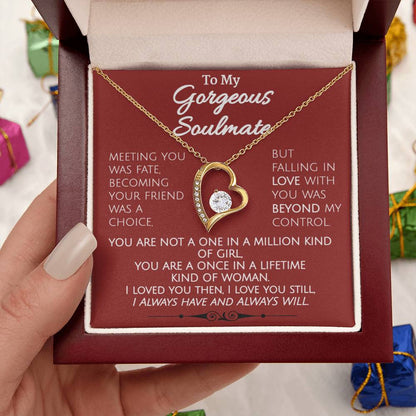 To My
Gorgeous
Soulmate
MEETING YOU
WAS FATE,
BECOMING
YOUR FRIEND
WAS A
CHOICE,
BUT
FALLING IN
LOVE WITH
YOU WAS
BEYOND MY
CONTROL.
YOU ARE NOT A ONE IN A MILLION KIND
OF GIRL,
YOU ARE A ONCE IN A LIFETIME
KIND OF WOMAN.
I LOVED YOU THEN, I LOVE YOU STILL,
I ALWAYS HAVE AND ALWAYS WILL.